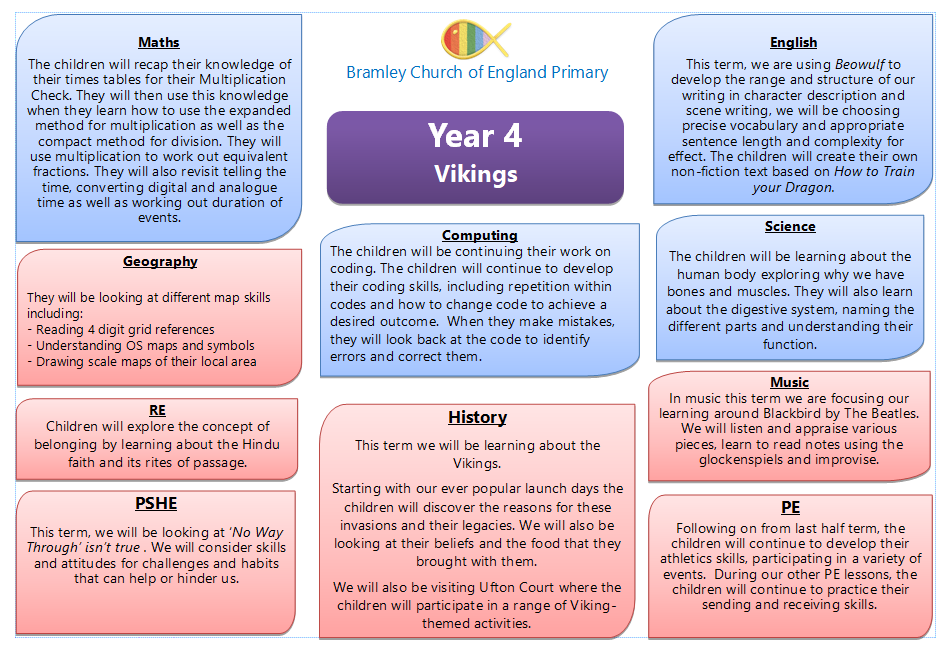 Maths
The children will recap their knowledge of
their times tables for their Multiplication
Check. They will then use this knowledge
when they learn how to use the expanded
method for multiplication as well as the
compact method for division. They will
use multiplication to work out equivalent
fractions. They will also revisit telling the
time, converting digital and analogue
time as well as working out duration of
events.
Bramley Church of England Primary
Year 4
Vikings
English
This term, we are using Beowulf to
develop the range and structure of our
writing in character description and
scene writing, we will be choosing
precise vocabulary and appropriate
sentence length and complexity for
effect. The children will create their own
non-fiction text based on How to Train
your Dragon.
Geography
They will be looking at different map skills
including:
- Reading 4 digit grid references
- Understanding OS maps and symbols
- Drawing scale maps of their local area
Computing
The children will be continuing their work on
coding. The children will continue to develop
their coding skills, including repetition within
codes and how to change code to achieve a
desired outcome.  When they make mistakes,
they will look back at the code to identify
errors and correct them.
Science
The children will be learning about the
human body exploring why we have
bones and muscles. They will also learn
about the digestive system, naming the
different parts and understanding their
function.
RE
Children will explore the concept of
belonging by learning about the Hindu
faith and its rites of passage.
History
This term we will be learning about the
Vikings.
Starting with our ever popular launch days the
children will discover the reasons for these
invasions and their legacies. We will also be
looking at their beliefs and the food that they
brought with them.
We will also be visiting Ufton Court where the
children will participate in a range of Viking-
themed activities.
Music
In music this term we are focusing our
learning around Blackbird by The Beatles.
We will listen and appraise various
pieces, learn to read notes using the
glockenspiels and improvise.
PSHE
This term, we will be looking at ‘No Way
Through’ isn’t true . We will consider skills
and attitudes for challenges and habits
that can help or hinder us.
PE
Following on from last half term, the
children will continue to develop their
athletics skills, participating in a variety of
events.  During our other PE lessons, the
children will continue to practice their
sending and receiving skills.